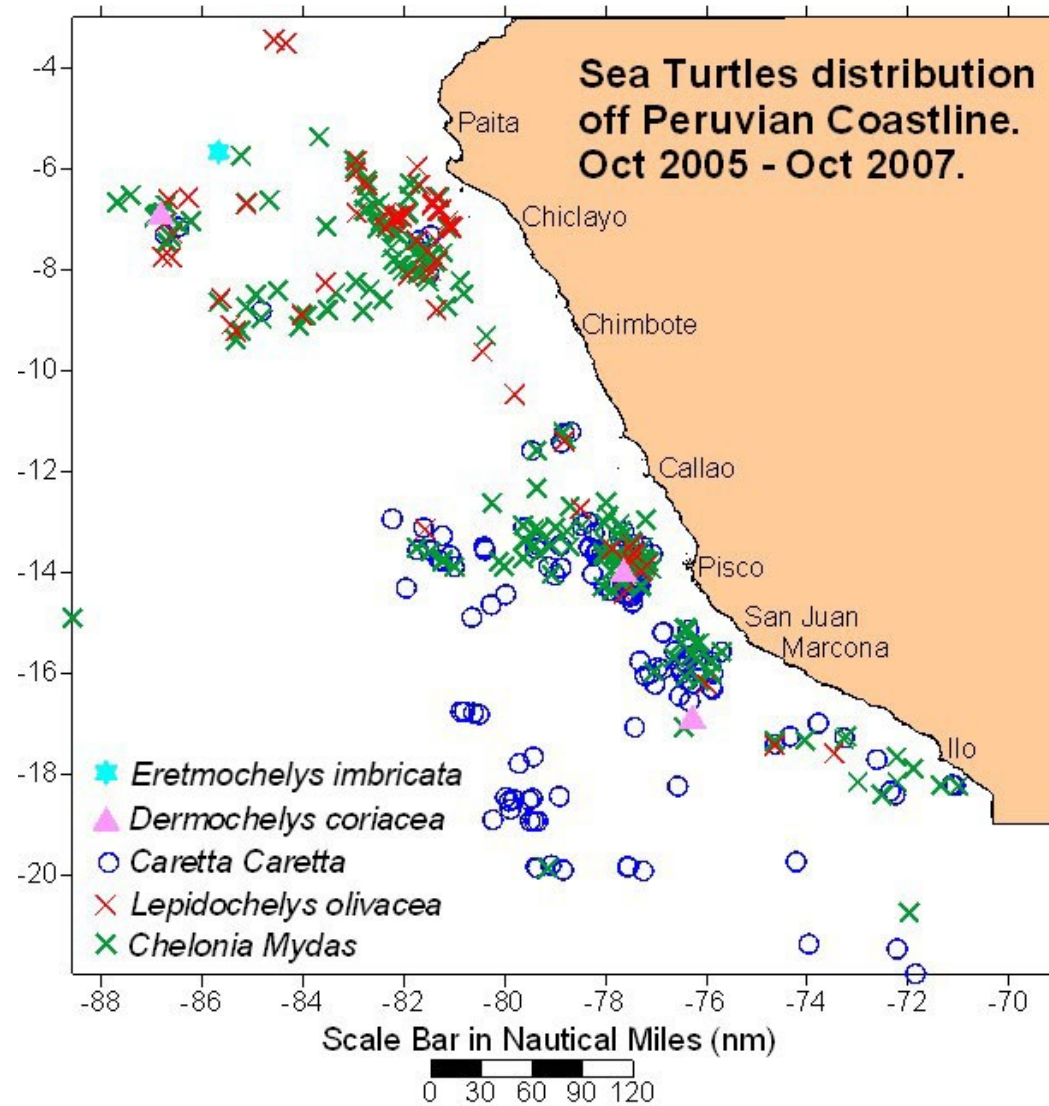 Sea Turtles distribution
off Peruvian Coastline.
Oct 2005 - Oct 2007.
-4
-6
-8
-10
-12
-14
-16
-18
-20
Paita
Chiclayo
Chimbote
Callao
Pisco
San Juan
Marcona
Ilo
Eretmochelys imbricata
Dermochelys coriacea
Caretta Caretta
Lepidochelys olivacea
Chelonia Mydas
-88 -86 -84 -82 -80 -78 -76 -74 -72 -70
Scale Bar in Nautical Miles (nm)
0 30 60 90 120